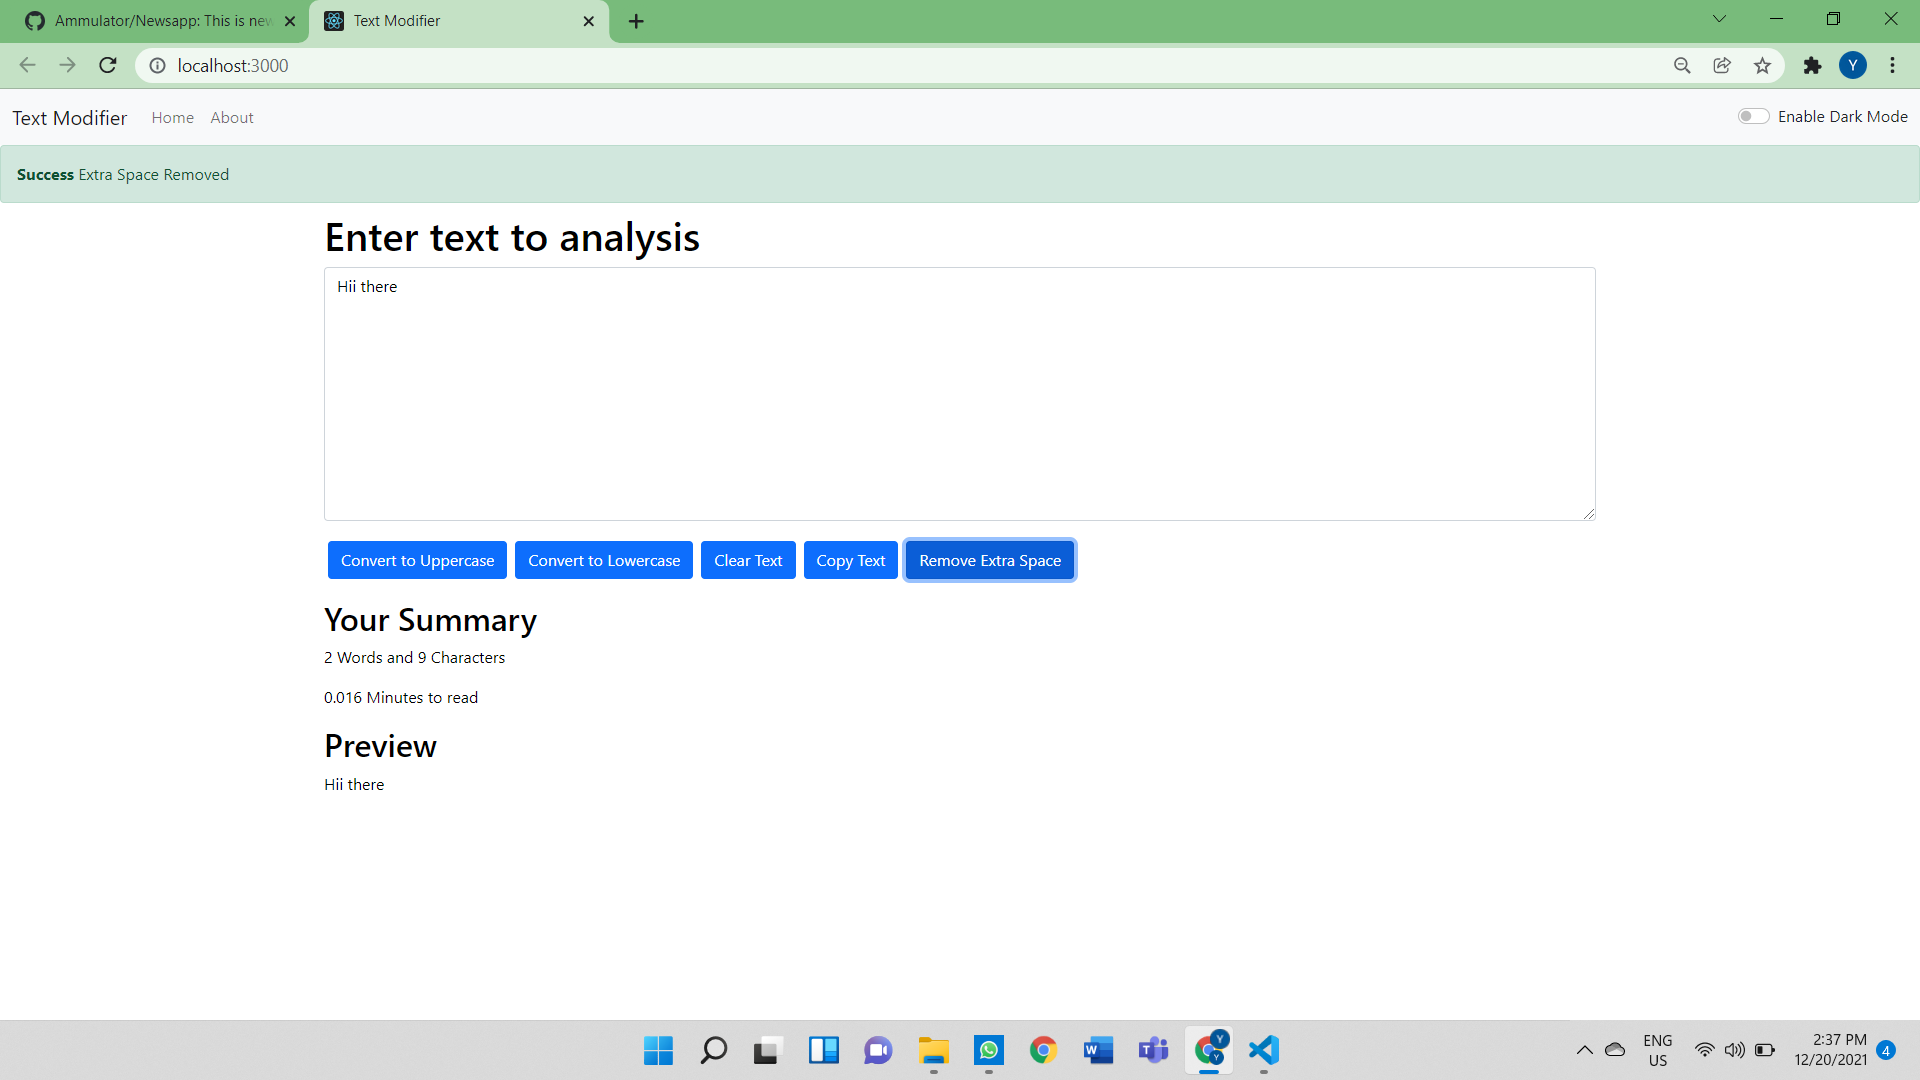 Ammulator/Newsapp: This is new
Text Modifier
localhost:3000
Y
Text Modifier
Home
About
Enable Dark Mode
Success Extra Space Removed
Enter text to analysis
Hii there
Convert to Uppercase
Convert to Lowercase
Clear Text
Copy Text
Remove Extra Space
Your Summary
2 Words and 9 Characters
0.016 Minutes to read
Preview
Hii there
W
T
Y
Y
ENG
US
2:37 PM
12/20/2021
4